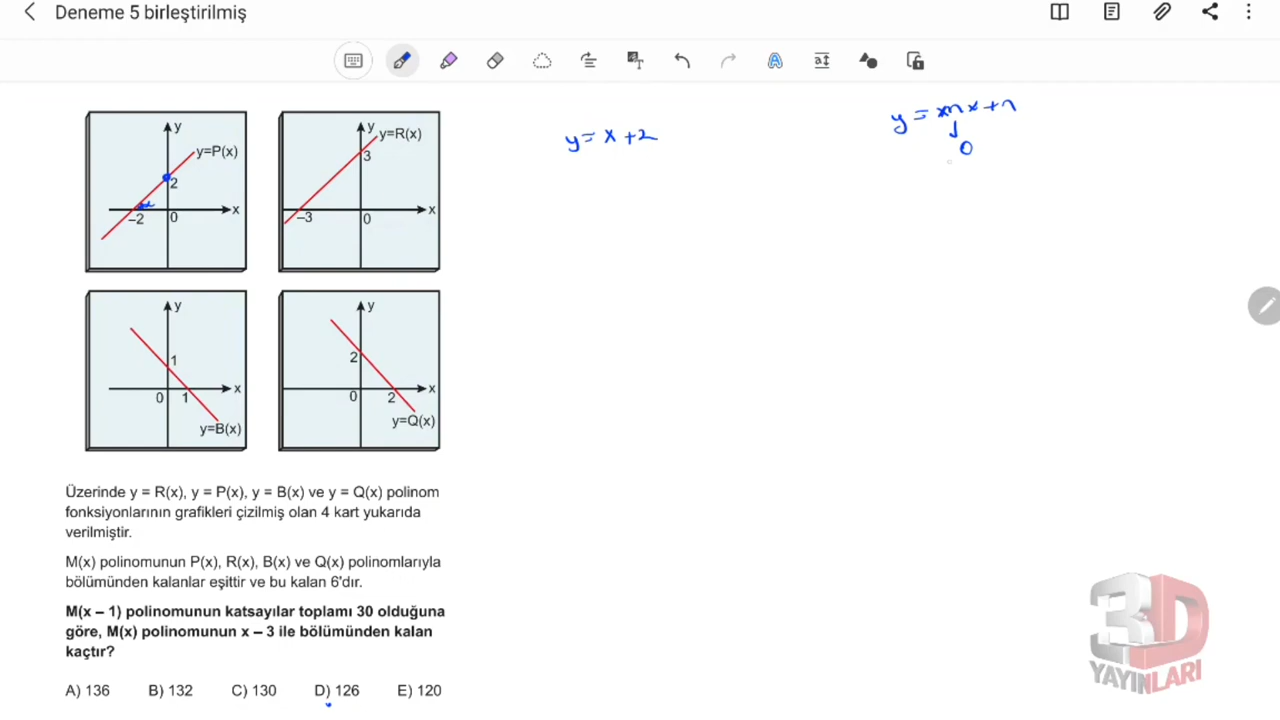 Deneme 5 birleştirilmiş
y
y=P(x)
2
-2
0
x
y
y=R(x)
3
-3
0
x
y
1
0
1
x
y=B(x)
y
2
0
2
x
y=Q(x)
y = x + 2
y = mx + n
0
Üzerinde y = R(x), y = P(x), y = B(x) ve y = Q(x) polinom
fonksiyonlarının grafikleri çizilmiş olan 4 kart yukarıda
verilmiştir.
M(x) polinomunun P(x), R(x), B(x) ve Q(x) polinomlarıyla
bölümünden kalanlar eşittir ve bu kalan 6'dır.
M(x – 1) polinomunun katsayılar toplamı 30 olduğuna
göre, M(x) polinomunun x – 3 ile bölümünden kalan
kaçtır?
A) 136 B) 132 C) 130 D) 126 E) 120
3D
YAYINLARI